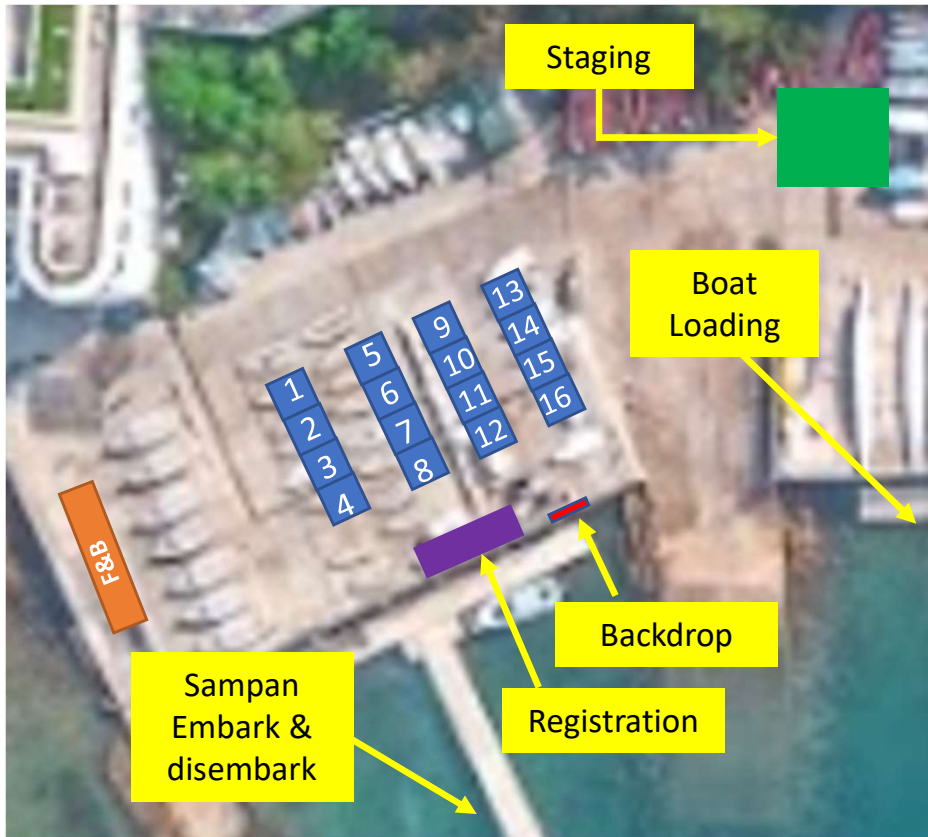 Staging
Boat
Loading
1
2
3
4
5
6
7
8
9
10
11
12
13
14
15
16
F&B
Backdrop
Registration
Sampan
Embark &
disembark